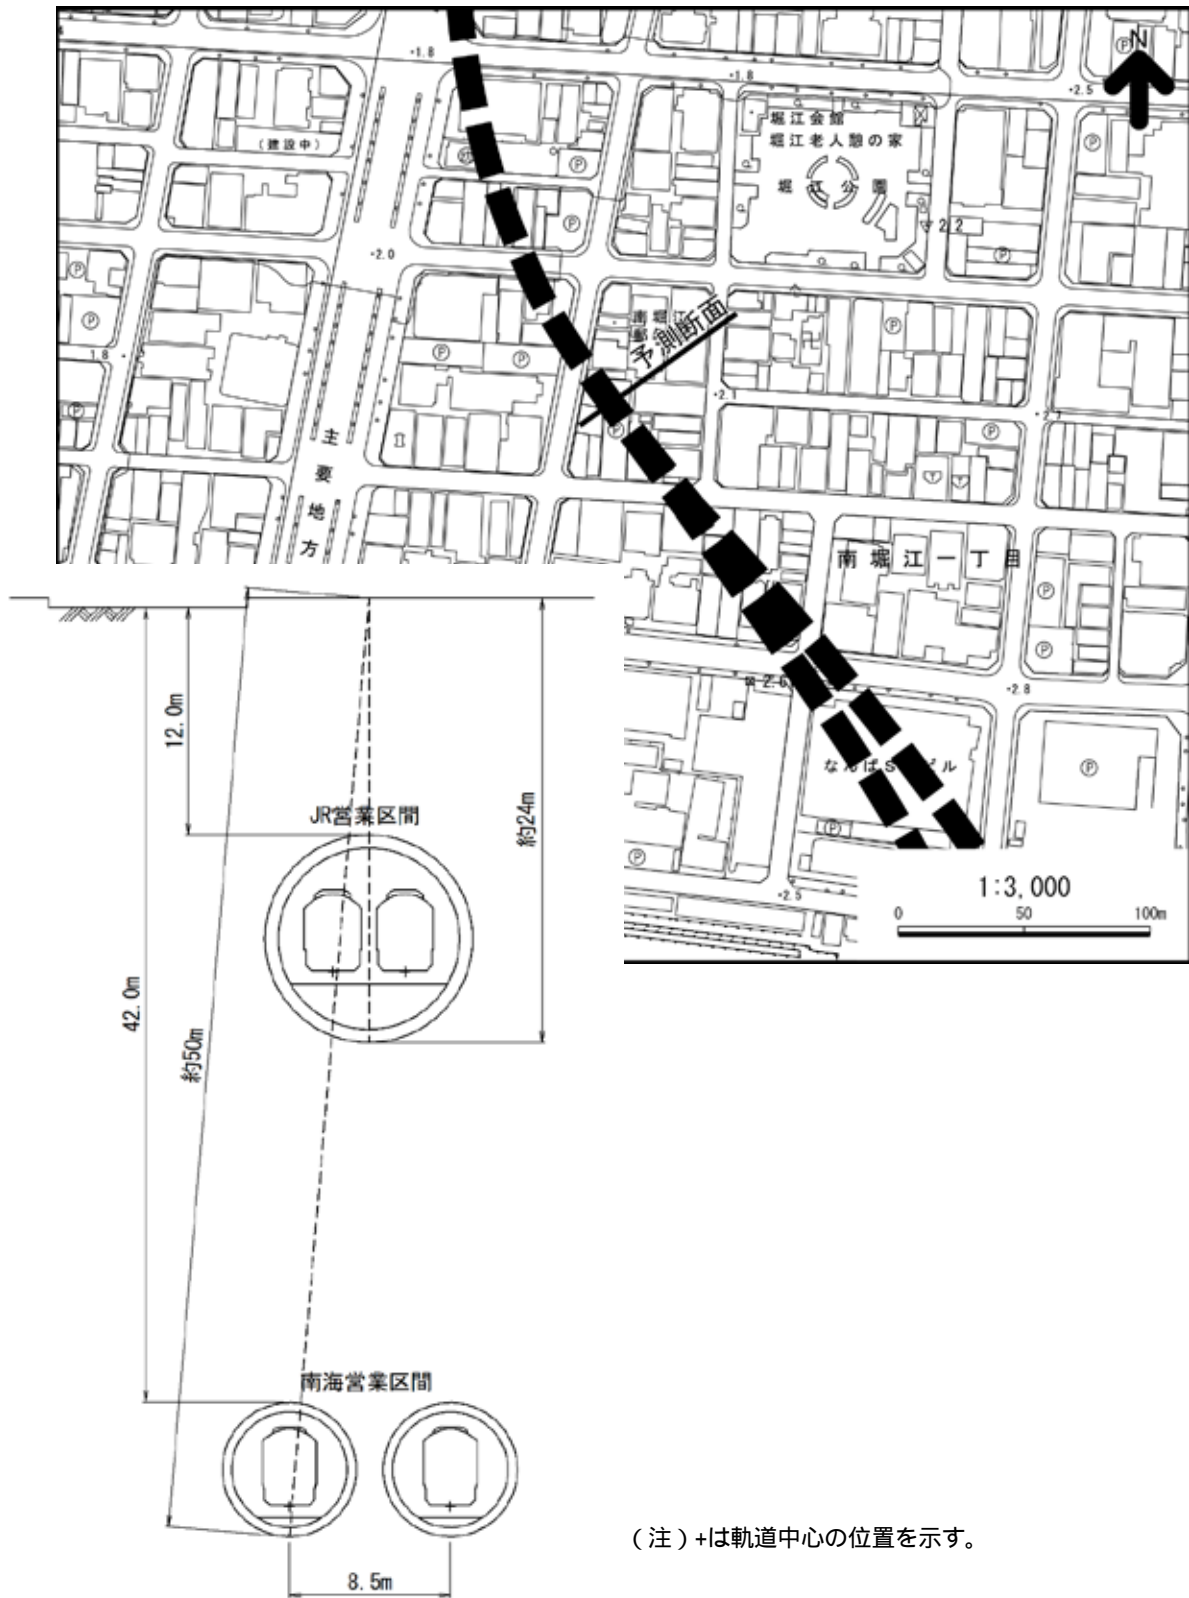 N
1.8
1.8
2.5
堀江会館
堀江老人憩の家
(建設中)
P
P
P
堀江公園
2.2
P
P
2.0
P
P
南堀江
予測断面
P
P
P
1.8
P
2.1
P
P
主要地方
南堀江一丁目
P
P
2.8
なんばS ビル
P
P
P
2.5
1:3,000
0 50 100m
12.0m
JR営業区間
約24m
42.0m
約50m
南海営業区間
8.5m
(注)+は軌道中心の位置を示す。